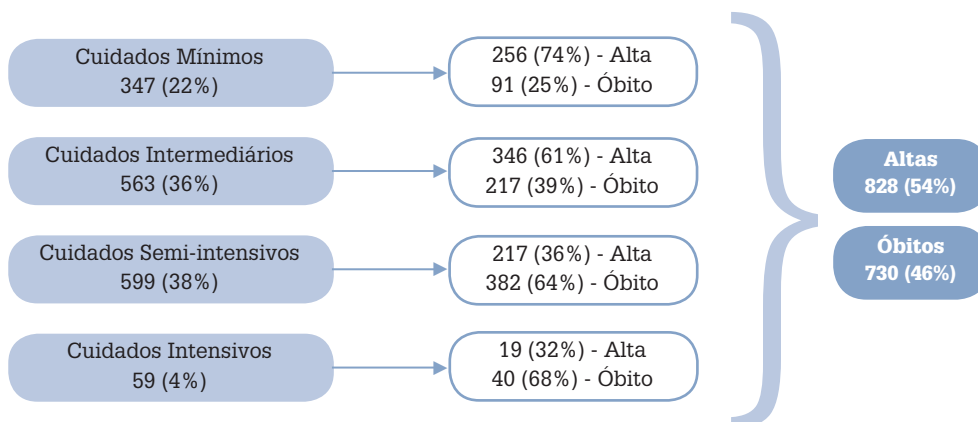 Cuidados Mínimos
347 (22%)
256 (74%) - Alta
91 (25%) - Óbito
Cuidados Intermediários
563 (36%)
346 (61%) - Alta
217 (39%) - Óbito
Cuidados Semi-intensivos
599 (38%)
217 (36%) - Alta
382 (64%) - Óbito
Cuidados Intensivos
59 (4%)
19 (32%) - Alta
40 (68%) - Óbito
Altas
828 (54%)
Óbitos
730 (46%)